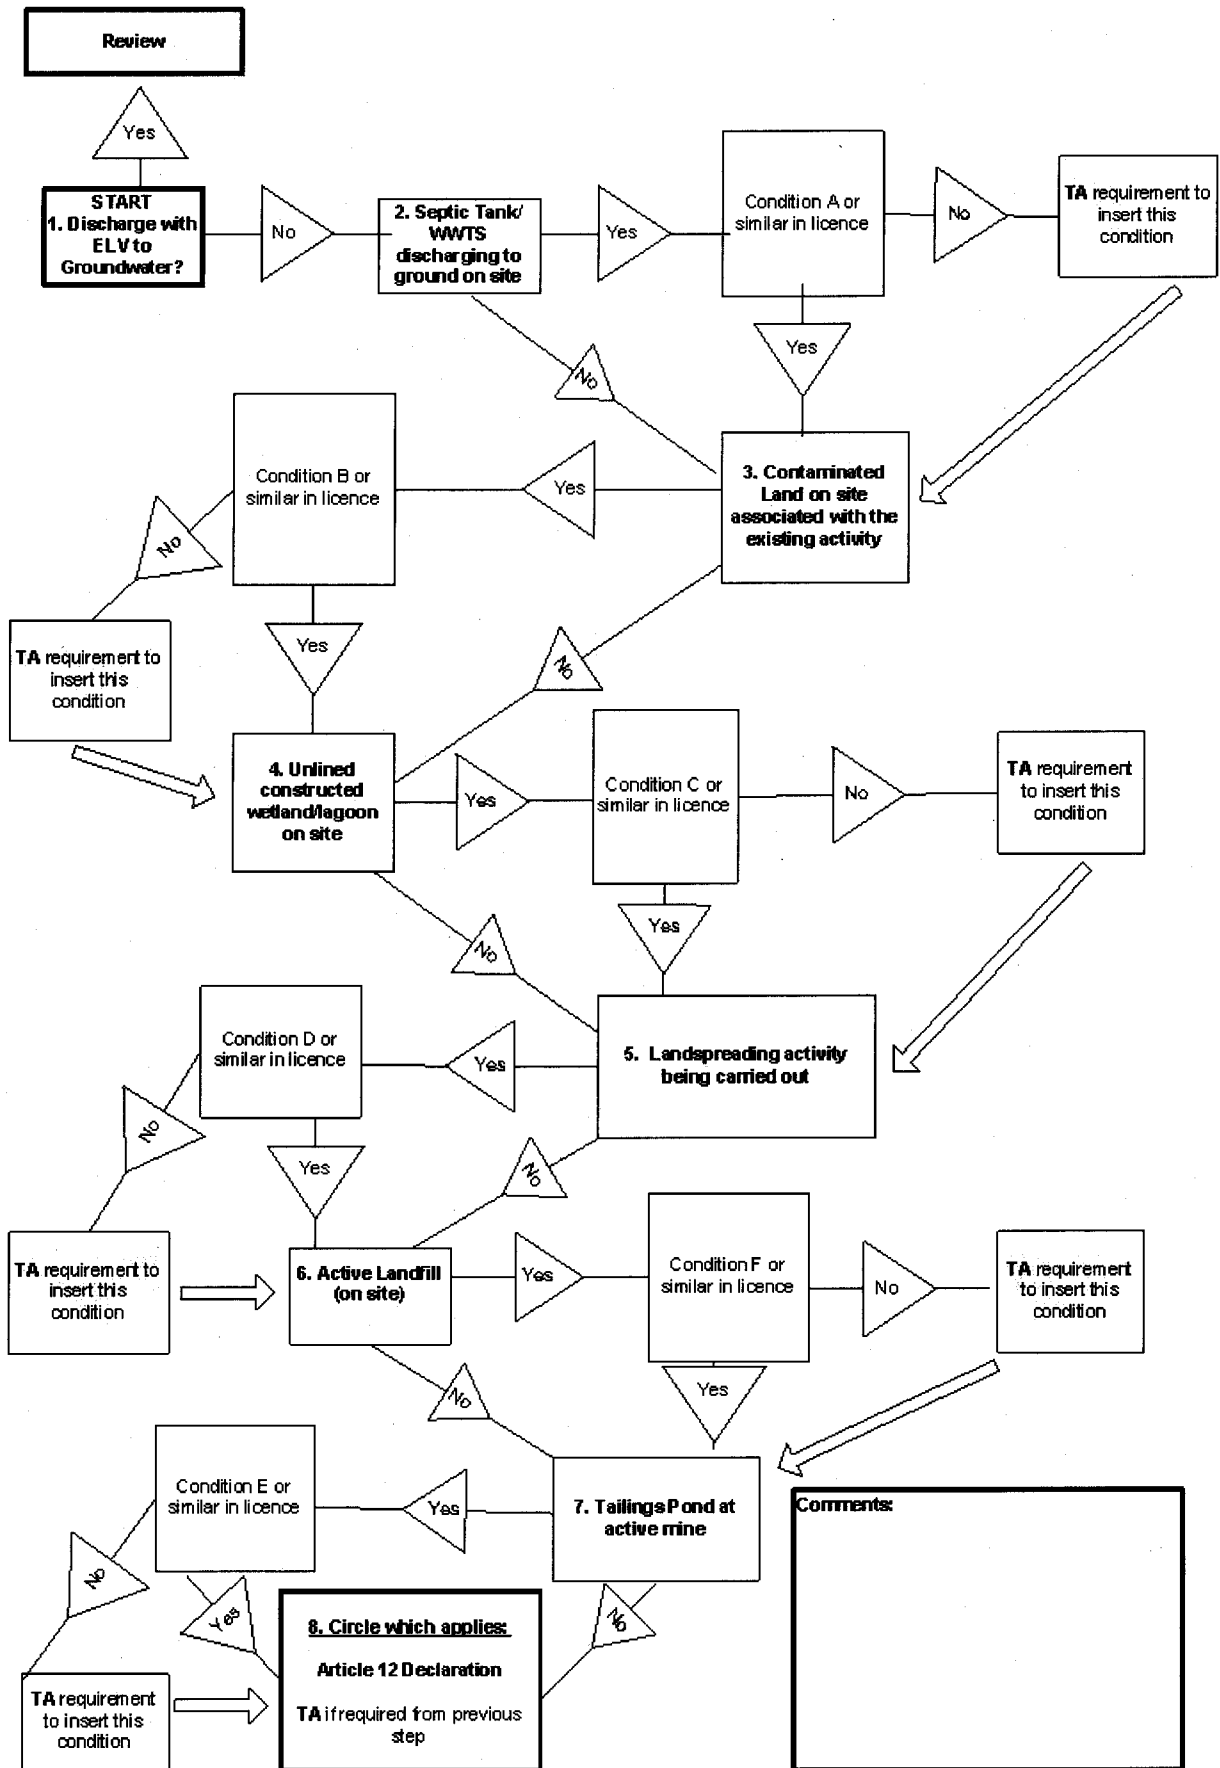 Review
Yes
START
1. Discharge with
ELV to
Groundwater?
No
2. Septic Tank/
WWTS
discharging to
ground on site
Yes
Condition A or
similar in licence
No
TA requirement to
insert this
condition
Yes
No
3. Contaminated
Land on site
associated with the
existing activity
Yes
Condition B or
similar in licence
No
TA requirement to
insert this
condition
Yes
No
4. Unlined
constructed
wetland/lagoon
on site
Yes
Condition C or
similar in licence
No
TA requirement
to insert this
condition
Yes
No
5. Landspreading activity
being carried out
Yes
Condition D or
similar in licence
No
TA requirement to
insert this
condition
Yes
No
6. Active Landfill
(on site)
Yes
Condition F or
similar in licence
No
TA requirement
to insert this
condition
Yes
No
7. Tailings Pond at
active mine
Yes
Condition E or
similar in licence
No
TA requirement
to insert this
condition
Yes
No
8. Circle which applies:
Article 12 Declaration
TA if required from previous
step
Comments: